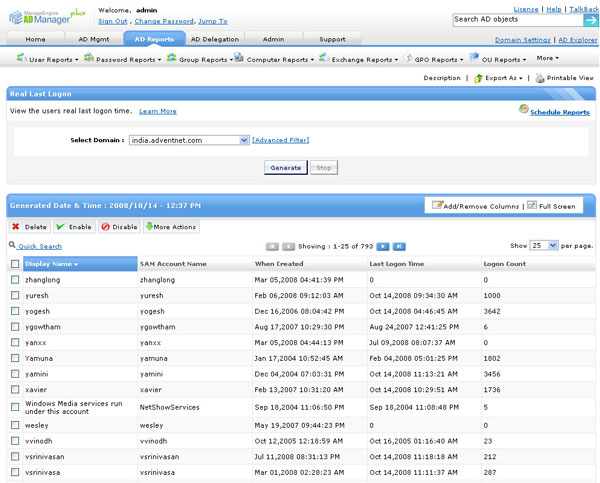 ManageEngine
ADManager plus
Welcome, admin
Sign Out , Change Password, Jump To
License | Help | TalkBack
Search AD objects
Home AD Mgmt AD Reports AD Delegation Admin Support
Domain Settings | AD Explorer
User Reports Password Reports Group Reports Computer Reports Exchange Reports GPO Reports OU Reports More
Description | Export As | Printable View
Real Last Logon
View the users real last logon time. Learn More
Schedule Reports
Select Domain : india.adventnet.com [Advanced Filter]
Generate Stop
Generated Date & Time : 2008/10/14 - 12:37 PM
Add/Remove Columns | Full Screen
Delete Enable Disable More Actions
Quick Search
Showing : 1-25 of 793
Show 25 per page.
Display Name SAM Account Name When Created Last Logon Time Logon Count
zhanglong zhanglong Mar 05,2008 04:41:39 PM 0 0
yuresh yuresh Feb 06,2008 09:12:03 AM Oct 14,2008 09:34:30 AM 1000
yogesh yogesh Dec 16,2006 08:04:42 PM Oct 14,2008 04:46:45 AM 3642
ygowtham ygowtham Aug 17,2007 10:29:30 PM Aug 24,2007 12:41:25 PM 6
yanxx yanxx Mar 05,2008 04:44:13 PM Jul 09,2008 08:07:37 AM 0
Yamuna yamuna Jan 17,2004 10:52:45 AM Feb 04,2008 05:01:25 PM 1802
yamini yamini Dec 04,2004 07:03:31 PM Oct 14,2008 11:13:21 AM 3456
xavier xavier Feb 13,2007 10:31:20 AM Oct 14,2008 10:29:51 AM 1736
Windows Media services run
under this account NetShowServices Sep 18,2004 11:06:50 PM Sep 18,2004 11:08:48 PM 5
wesley wesley May 19,2007 09:44:23 PM 0 0
vvinodh vvinodh Oct 12,2005 12:18:59 AM Oct 16,2005 01:16:40 AM 23
vsrinivasan vsrinivasan Jul 11,2008 08:31:13 PM Oct 14,2008 11:18:18 AM 212
vsrinivasa vsrinivasa Mar 01,2008 02:28:23 AM Oct 14,2008 11:11:37 AM 287